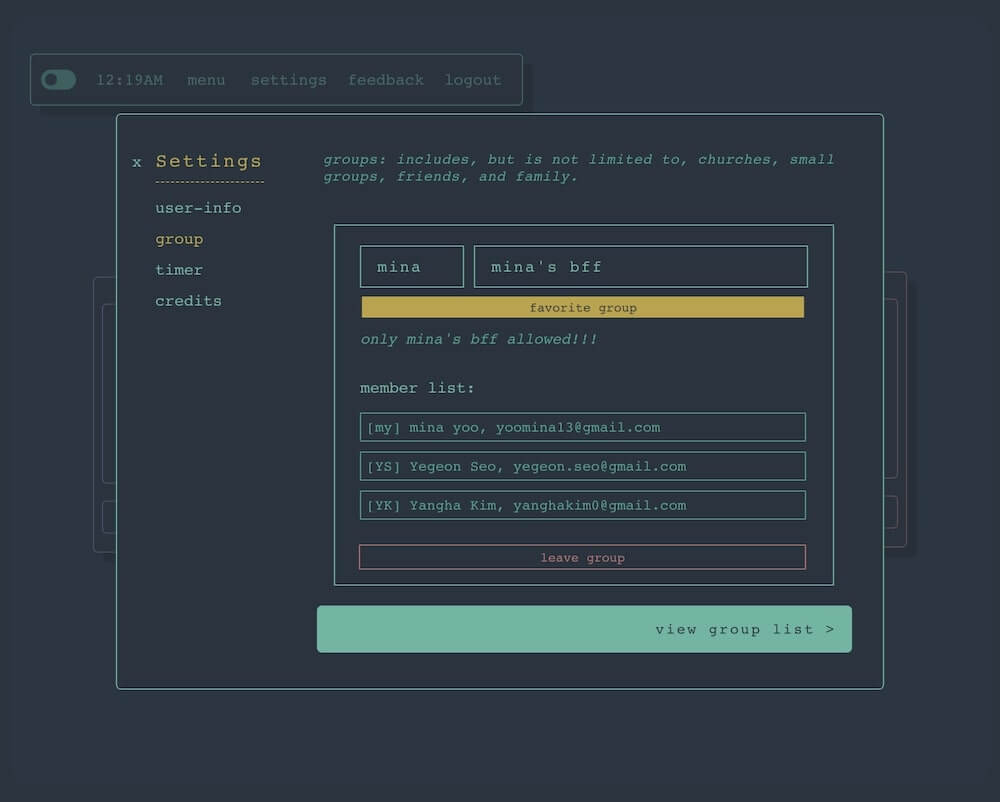 12:19AM menu settings feedback logout
x Settings
user-info
group
timer
credits
groups: includes, but is not limited to, churches, small
groups, friends, and family.
mina
mina's bff
favorite group
only mina's bff allowed!!!
member list:
[my] mina yoo, yoomina13@gmail.com
[YS] Yegeon Seo, yegeon.seo@gmail.com
[YK] Yangha Kim, yanghakim0@gmail.com
leave group
view group list >